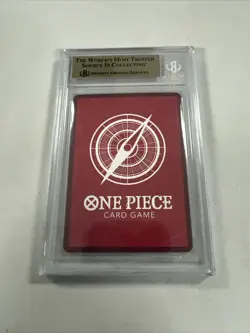 THE WORLD'S MOST TRUSTED
SOURCE IN COLLECTING
BECKETT GRADING SERVICES
ONE PIECE
CARD GAME